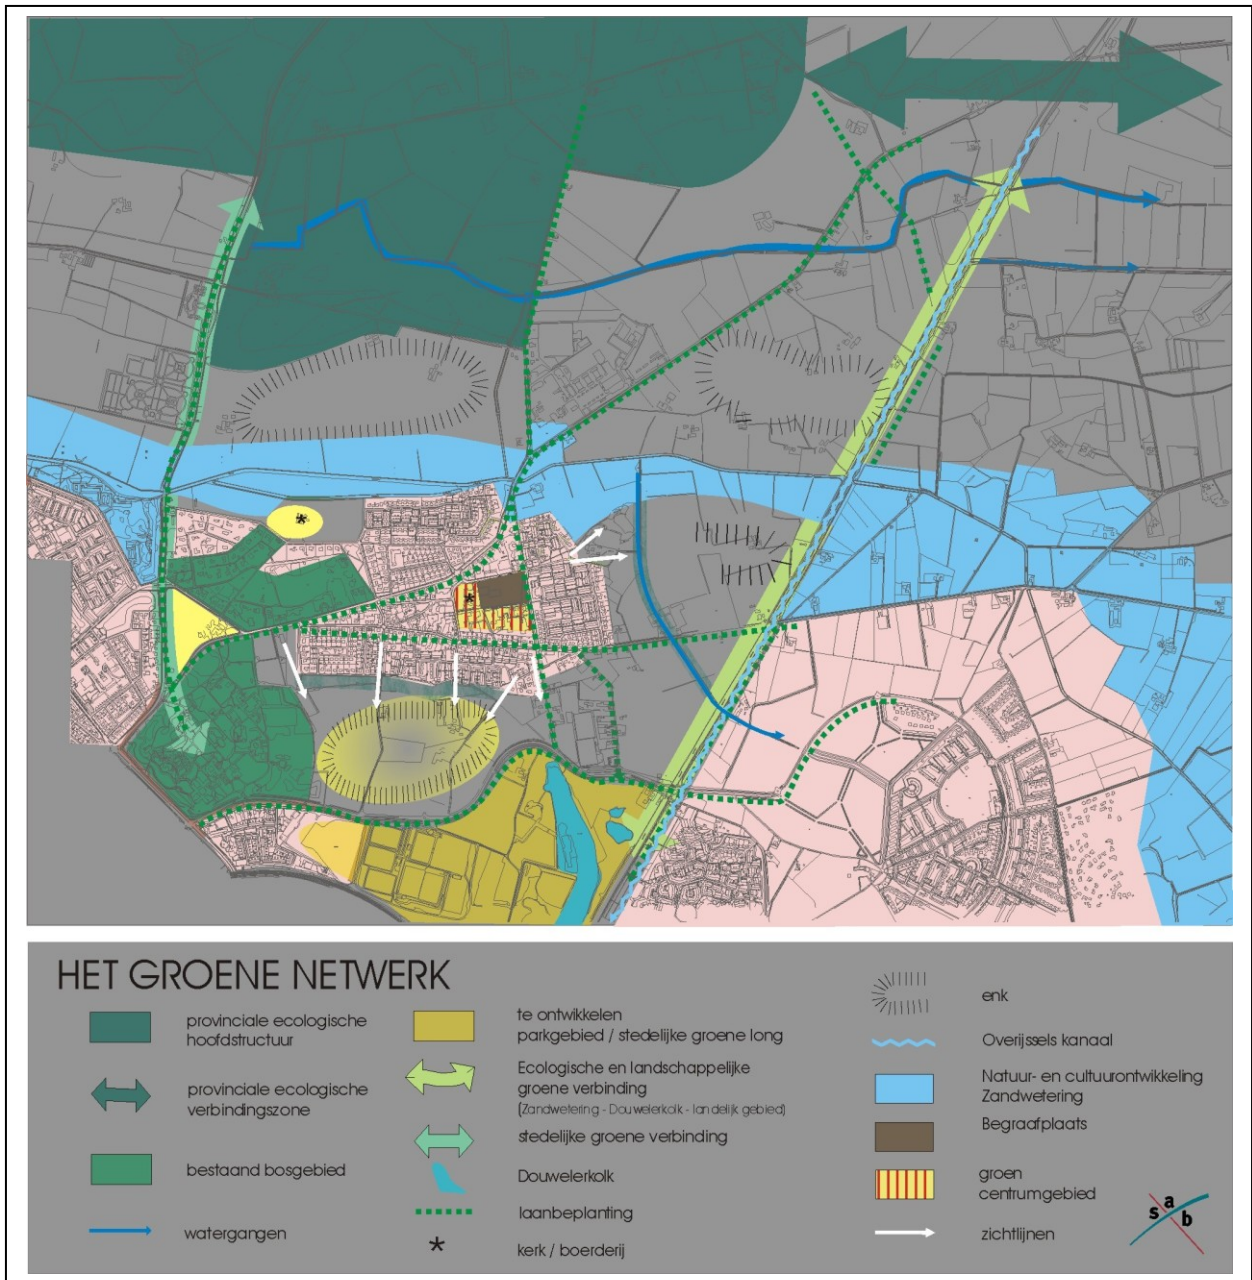 HET GROENE NETWERK
provinciale ecologische
hoofdstructuur
provinciale ecologische
verbindingszone
bestaand bosgebied
watergangen
te ontwikkelen
parkgebied / stedelijke groene long
Ecologische en landschappelijke
groene verbinding
(Zandwetering - Douwelerkolk - landelijk gebied)
stedelijke groene verbinding
Douwelerkolk
laanbeplanting
kerk / boerderij
enk
Overijssels kanaal
Natuur- en cultuurontwikkeling
Zandwetering
Begraafplaats
groen
centrumgebied
zichtlijnen
s a b